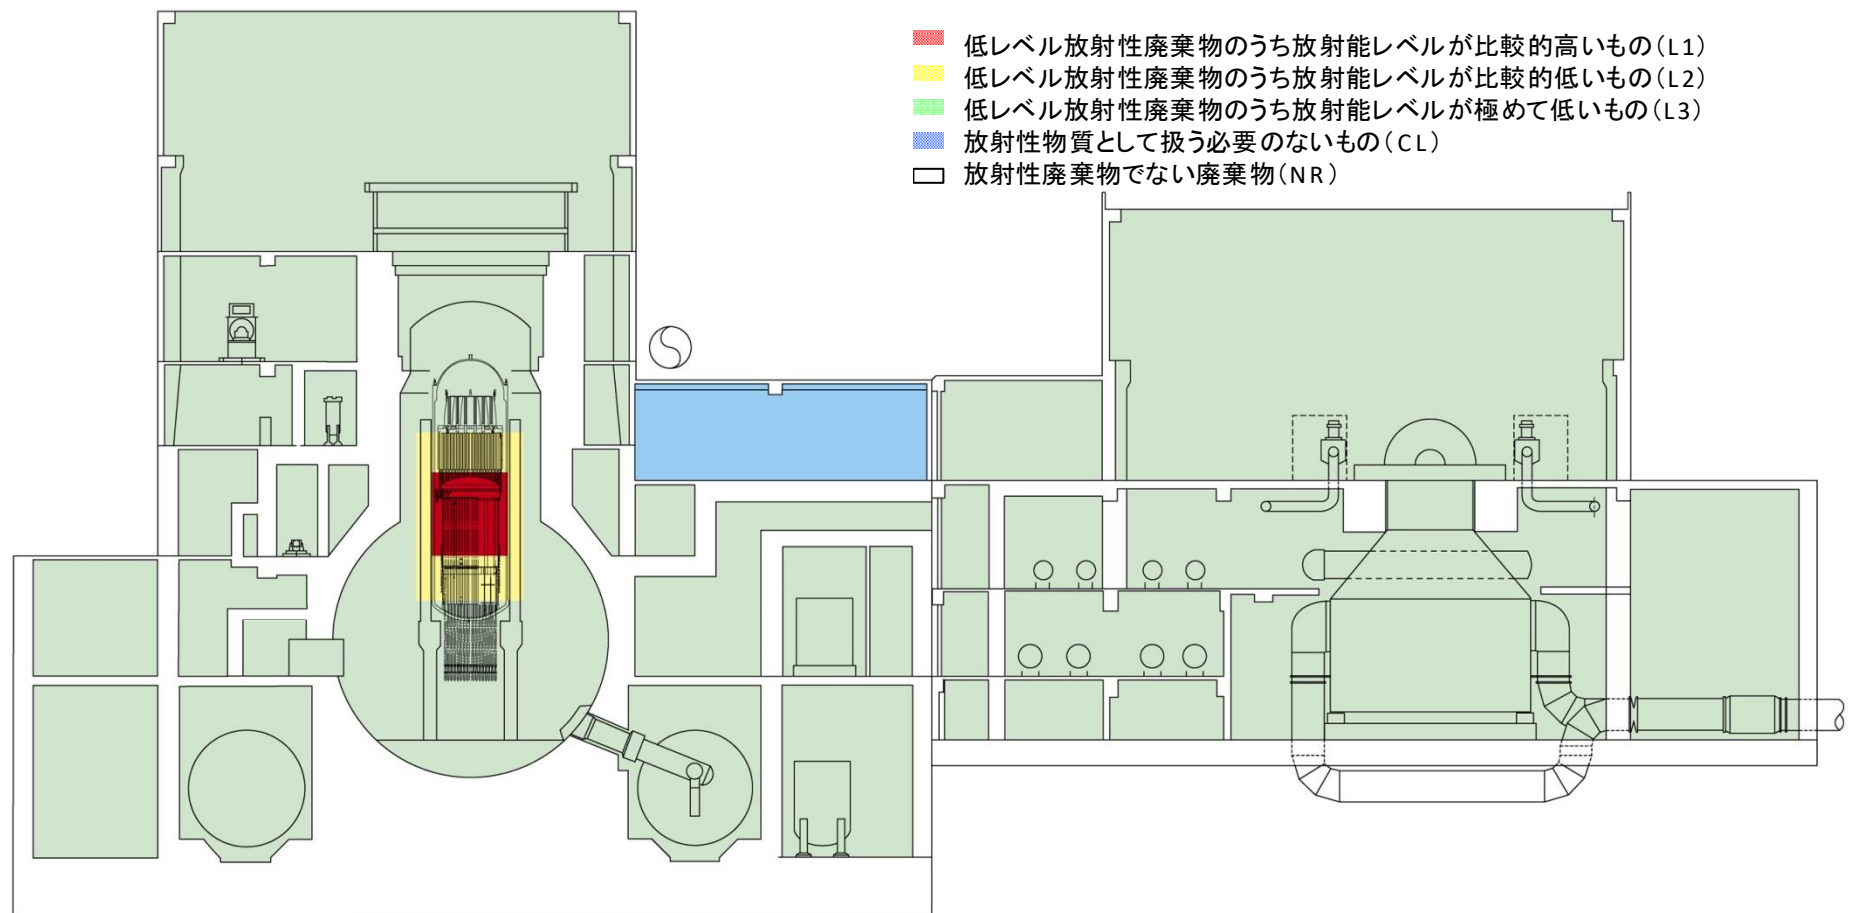 低レベル放射性廃棄物のうち放射能レベルが比較的高いもの(L1)
低レベル放射性廃棄物のうち放射能レベルが比較的低いもの(L2)
低レベル放射性廃棄物のうち放射能レベルが極めて低いもの(L3)
放射性物質として扱う必要のないもの(CL)
放射性廃棄物でない廃棄物(NR)